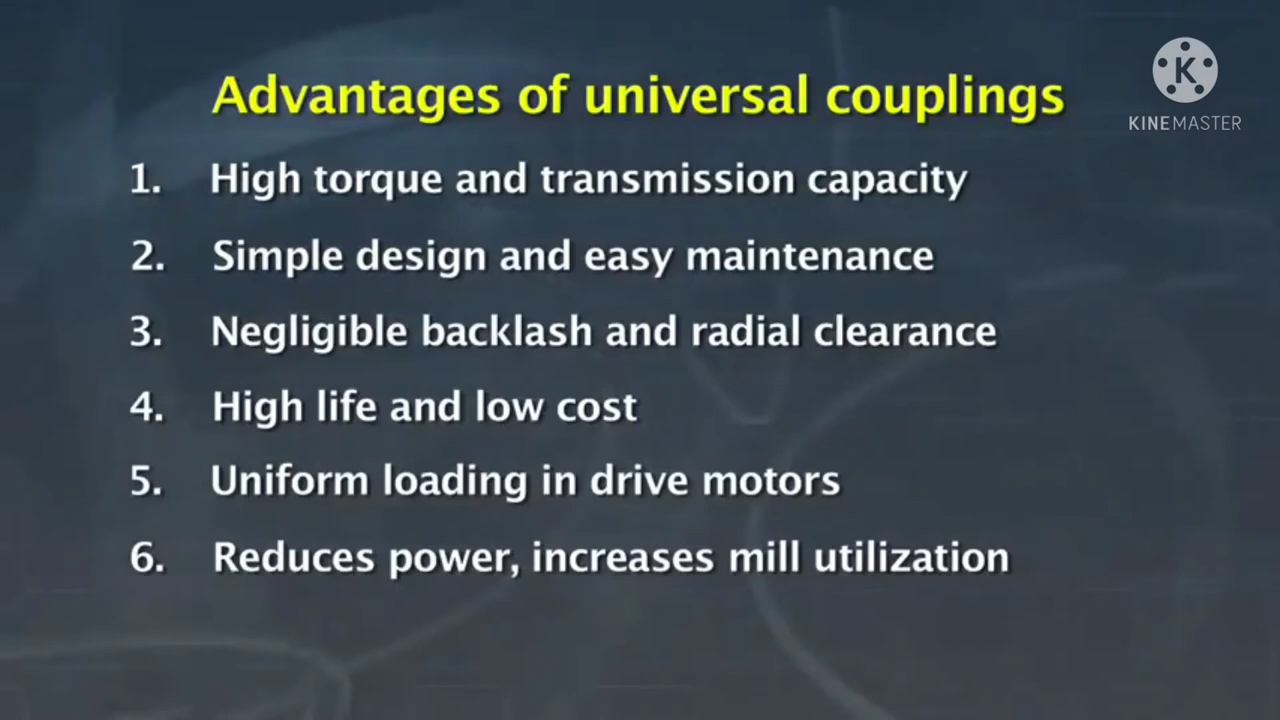 Advantages of universal couplings
K
KINEMASTER
1. High torque and transmission capacity
2. Simple design and easy maintenance
3. Negligible backlash and radial clearance
4. High life and low cost
5. Uniform loading in drive motors
6. Reduces power, increases mill utilization